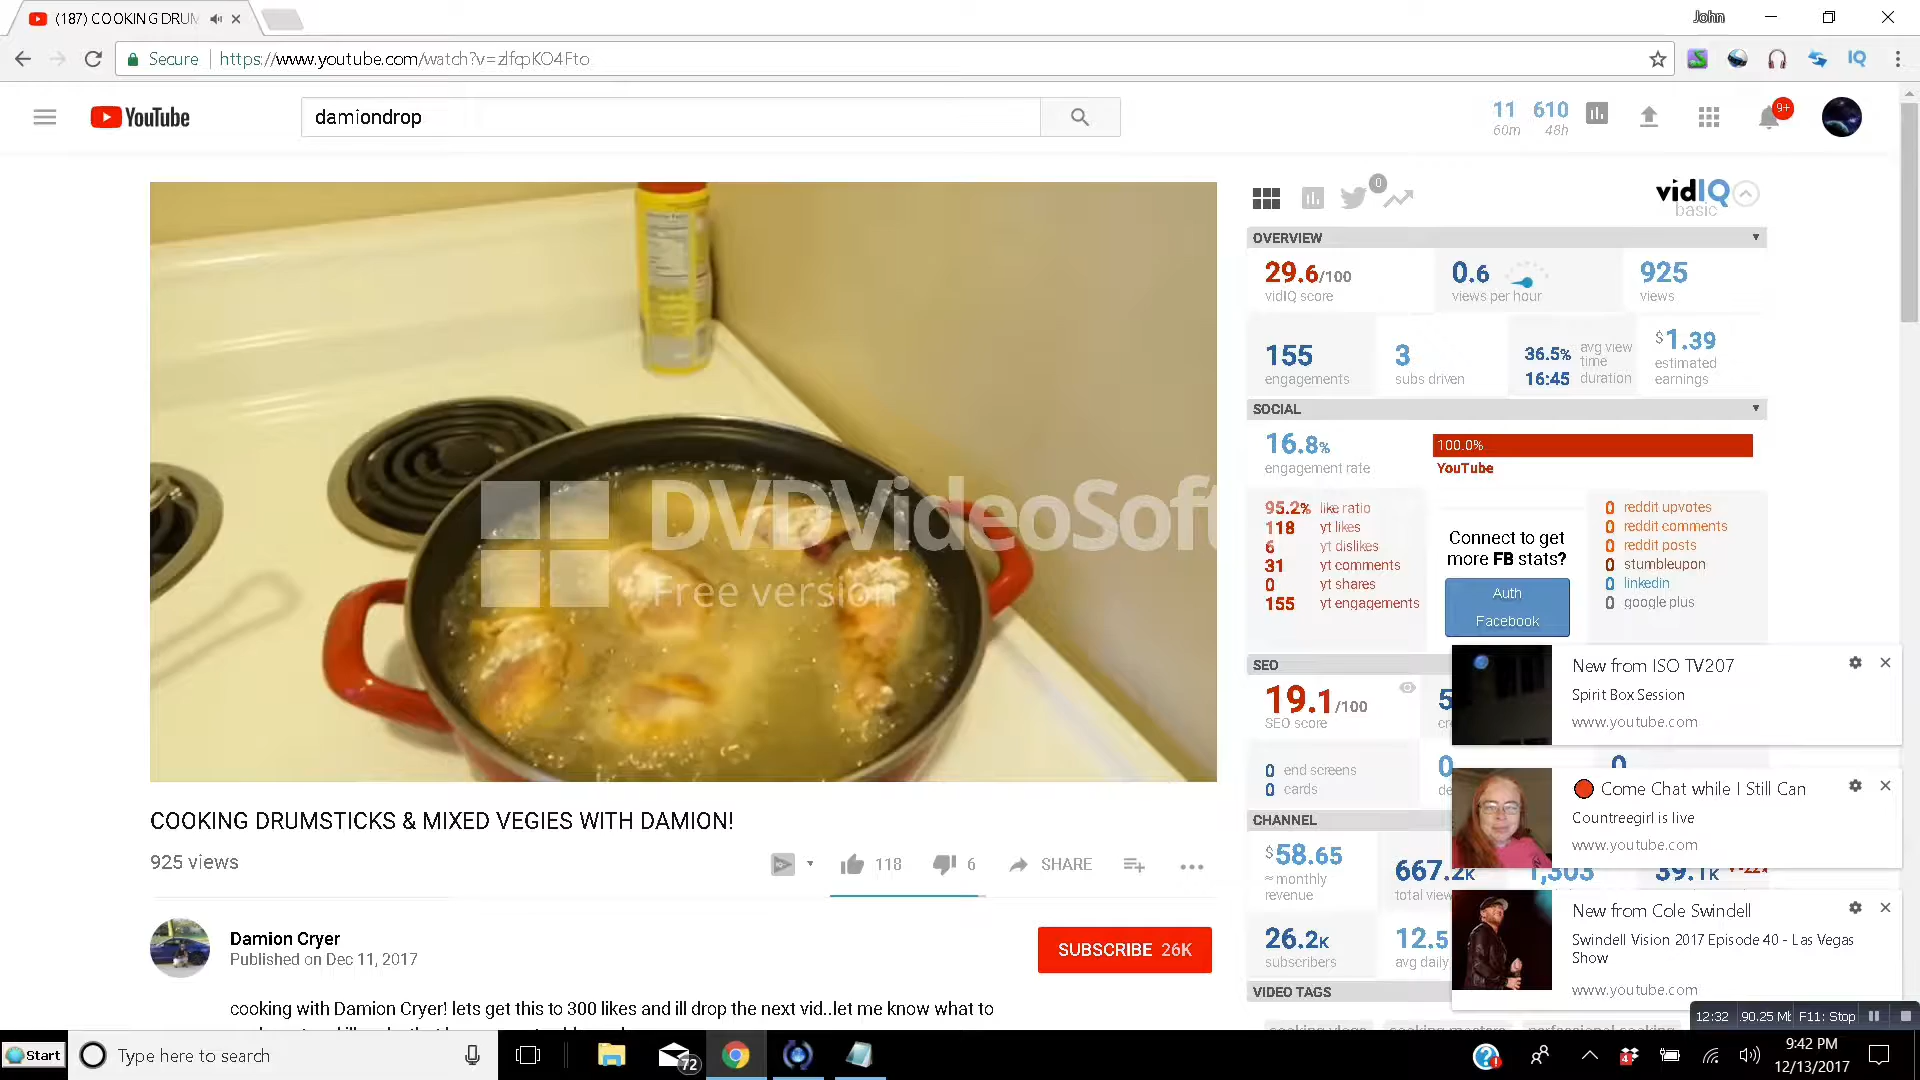 (187) COOKING DRUM
John
Secure
https://www.youtube.com/watch?v=zlfqpKO4Fto
IQ
YouTube
damiondrop
11 610
60m 48h
9+
DVDVideoSoft
Free version
COOKING DRUMSTICKS & MIXED VEGIES WITH DAMION!
925 views
118
6
SHARE
Damion Cryer
Published on Dec 11, 2017
SUBSCRIBE 26K
cooking with Damion Cryer! lets get this to 300 likes and ill drop the next vid..let me know what to
0
vidIQ
basic
OVERVIEW
29.6/100
vidIQ score
0.6
views per hour
925
views
155
engagements
3
subs driven
36.5% avg view time
16:45 duration
$1.39
estimated earnings
SOCIAL
16.8%
engagement rate
100.0%
YouTube
95.2% like ratio
118 yt likes
6 yt dislikes
31 yt comments
0 yt shares
155 yt engagements
Connect to get
more FB stats?
Auth
Facebook
0 reddit upvotes
0 reddit comments
0 reddit posts
0 stumbleupon
0 linkedin
0 google plus
SEO
19.1/100
SEO score
0 end screens
0 cards
0
CHANNEL
$58.65
≈ monthly
revenue
667.2K
total view
1,303
39.1K
26.2K
subscribers
12.5
avg daily
VIDEO TAGS
New from ISO TV207
Spirit Box Session
www.youtube.com
Come Chat while I Still Can
Countreegirl is live
www.youtube.com
New from Cole Swindell
Swindell Vision 2017 Episode 40 - Las Vegas
Show
www.youtube.com
12:32 .90.25 Mb F11: Stop
Start
Type here to search
72
4
9:42 PM
12/13/2017